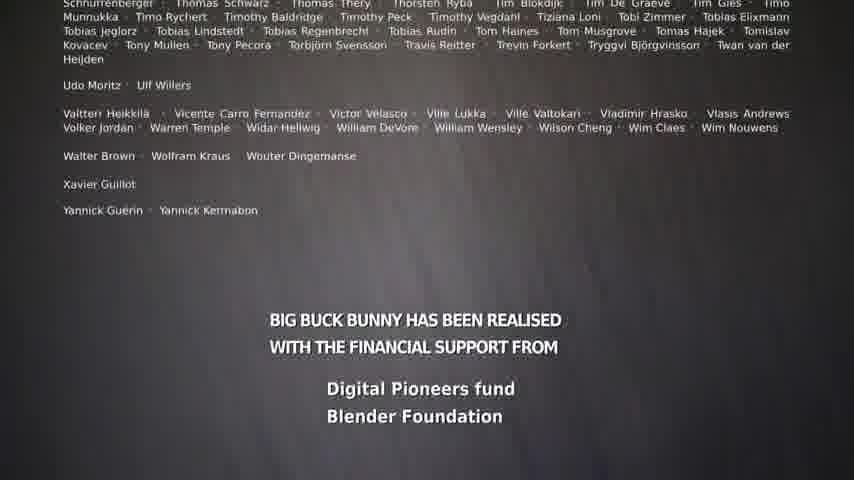 Schnurrenberger · Thomas Schwarz · Thomas Thery · Thorsten Ryba · Tim Blokdijk · Tim De Graeve · Tim Gies · Timo
Munnukka · Timo Rychert · Timothy Baldridge · Timothy Peck · Timothy Vegdahl · Tiziana Loni · Tobi Zimmer · Tobias Elixmann
Tobias Jeglorz · Tobias Lindstedt · Tobias Regenbrecht · Tobias Rudin · Tom Haines · Tom Musgrove · Tomas Hajek · Tomislav
Kovacev · Tony Mullen · Tony Pecora · Torbjörn Svensson · Travis Reitter · Trevin Forkert · Tryggvi Björgvinsson · Twan van der
Heijden
Udo Moritz · Ulf Willers
Valtteri Heikkilä · Vicente Carro Fernandez · Victor Velasco · Ville Lukka · Ville Valtokari · Vladimir Hrasko · Vlasis Andrews
Volker Jordan · Warren Temple · Widar Hellwig · William DeVore · William Wensley · Wilson Cheng · Wim Claes · Wim Nouwens
Walter Brown · Wolfram Kraus · Wouter Dingemanse
Xavier Guillot
Yannick Guerin · Yannick Kermabon
BIG BUCK BUNNY HAS BEEN REALISED
WITH THE FINANCIAL SUPPORT FROM
Digital Pioneers fund
Blender Foundation